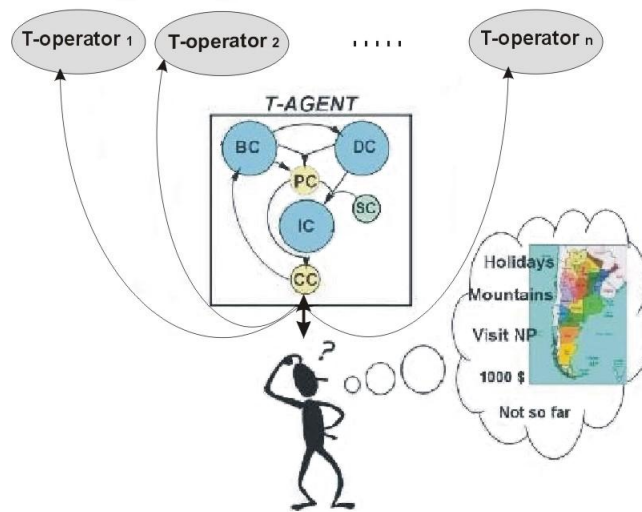 T-operator 1
T-operator 2
.....
T-operator n
T-AGENT
BC
DC
PC
SC
IC
CC
?
Holidays
Mountains
Visit NP
1000 $
Not so far